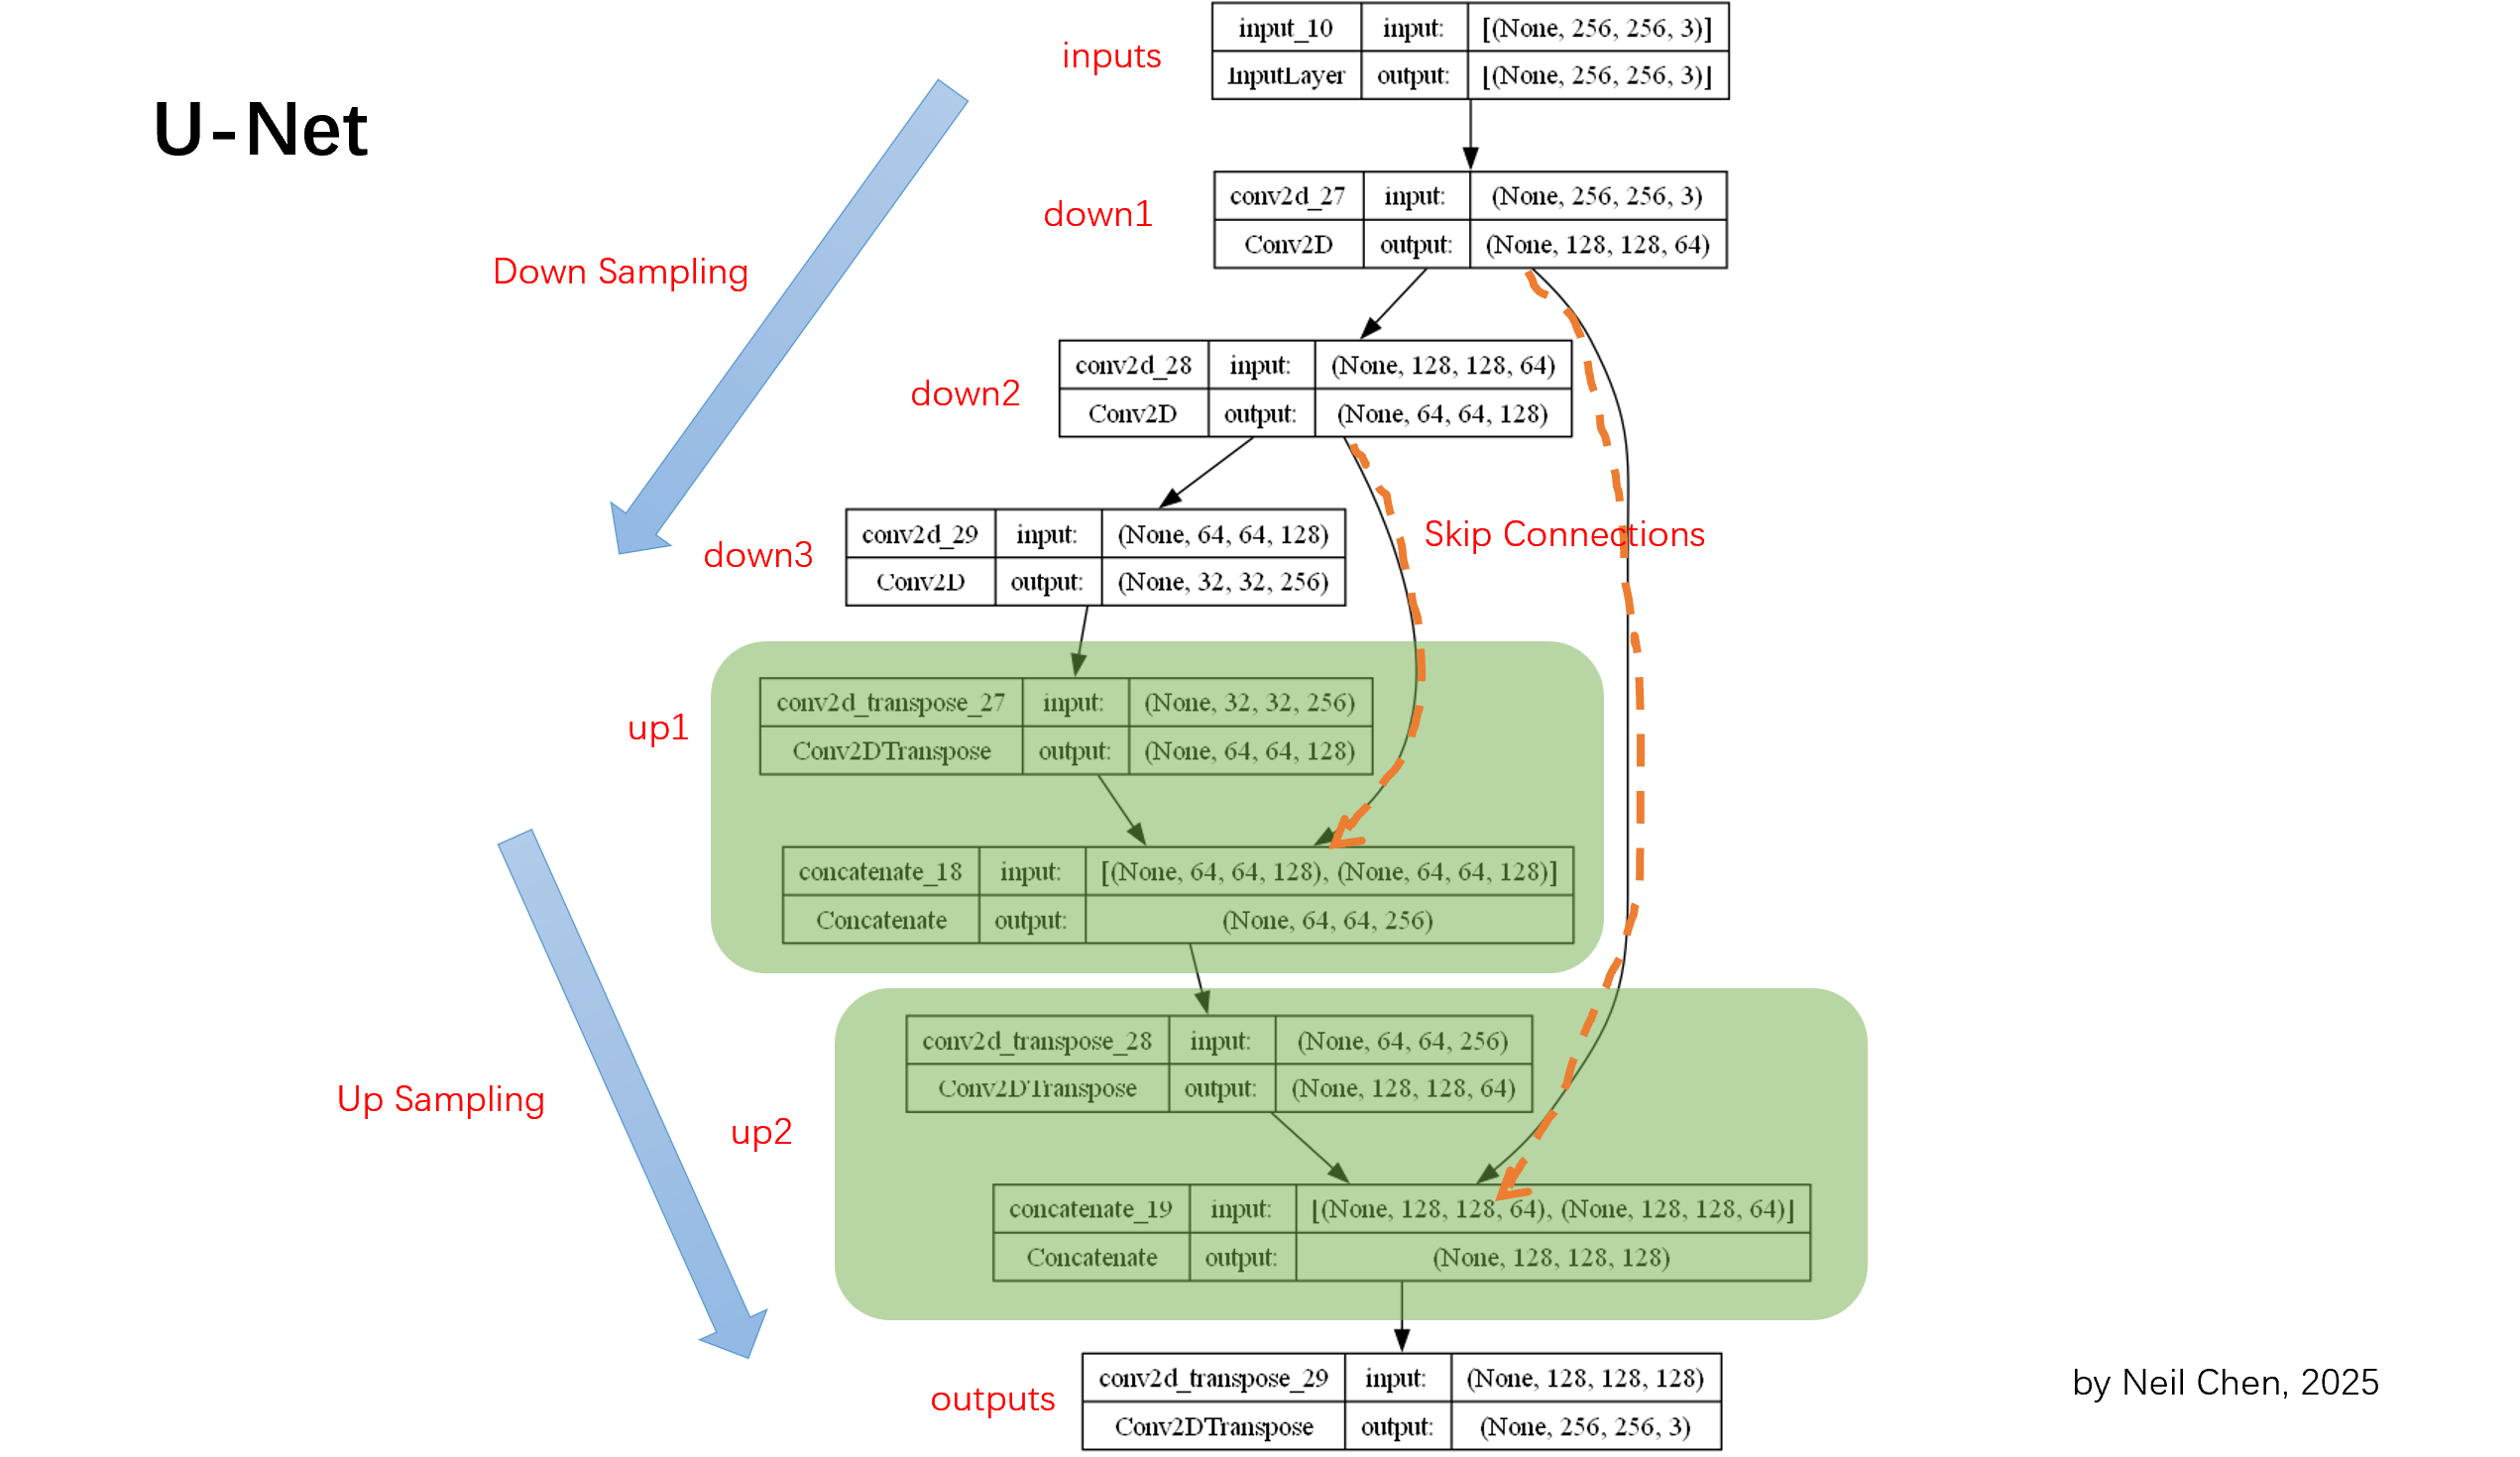 U-Net
inputs
input_10 input: [(None, 256, 256, 3)]
InputLayer output: [(None, 256, 256, 3)]
down1
conv2d_27 input: (None, 256, 256, 3)
Conv2D output: (None, 128, 128, 64)
Down Sampling
down2
conv2d_28 input: (None, 128, 128, 64)
Conv2D output: (None, 64, 64, 128)
Skip Connections
down3
conv2d_29 input: (None, 64, 64, 128)
Conv2D output: (None, 32, 32, 256)
up1
conv2d_transpose_27 input: (None, 32, 32, 256)
Conv2DTranspose output: (None, 64, 64, 128)
concatenate_18 input: [(None, 64, 64, 128), (None, 64, 64, 128)]
Concatenate output: (None, 64, 64, 256)
Up Sampling
up2
conv2d_transpose_28 input: (None, 64, 64, 256)
Conv2DTranspose output: (None, 128, 128, 64)
concatenate_19 input: [(None, 128, 128, 64), (None, 128, 128, 64)]
Concatenate output: (None, 128, 128, 128)
outputs
conv2d_transpose_29 input: (None, 128, 128, 128)
Conv2DTranspose output: (None, 256, 256, 3)
by Neil Chen, 2025